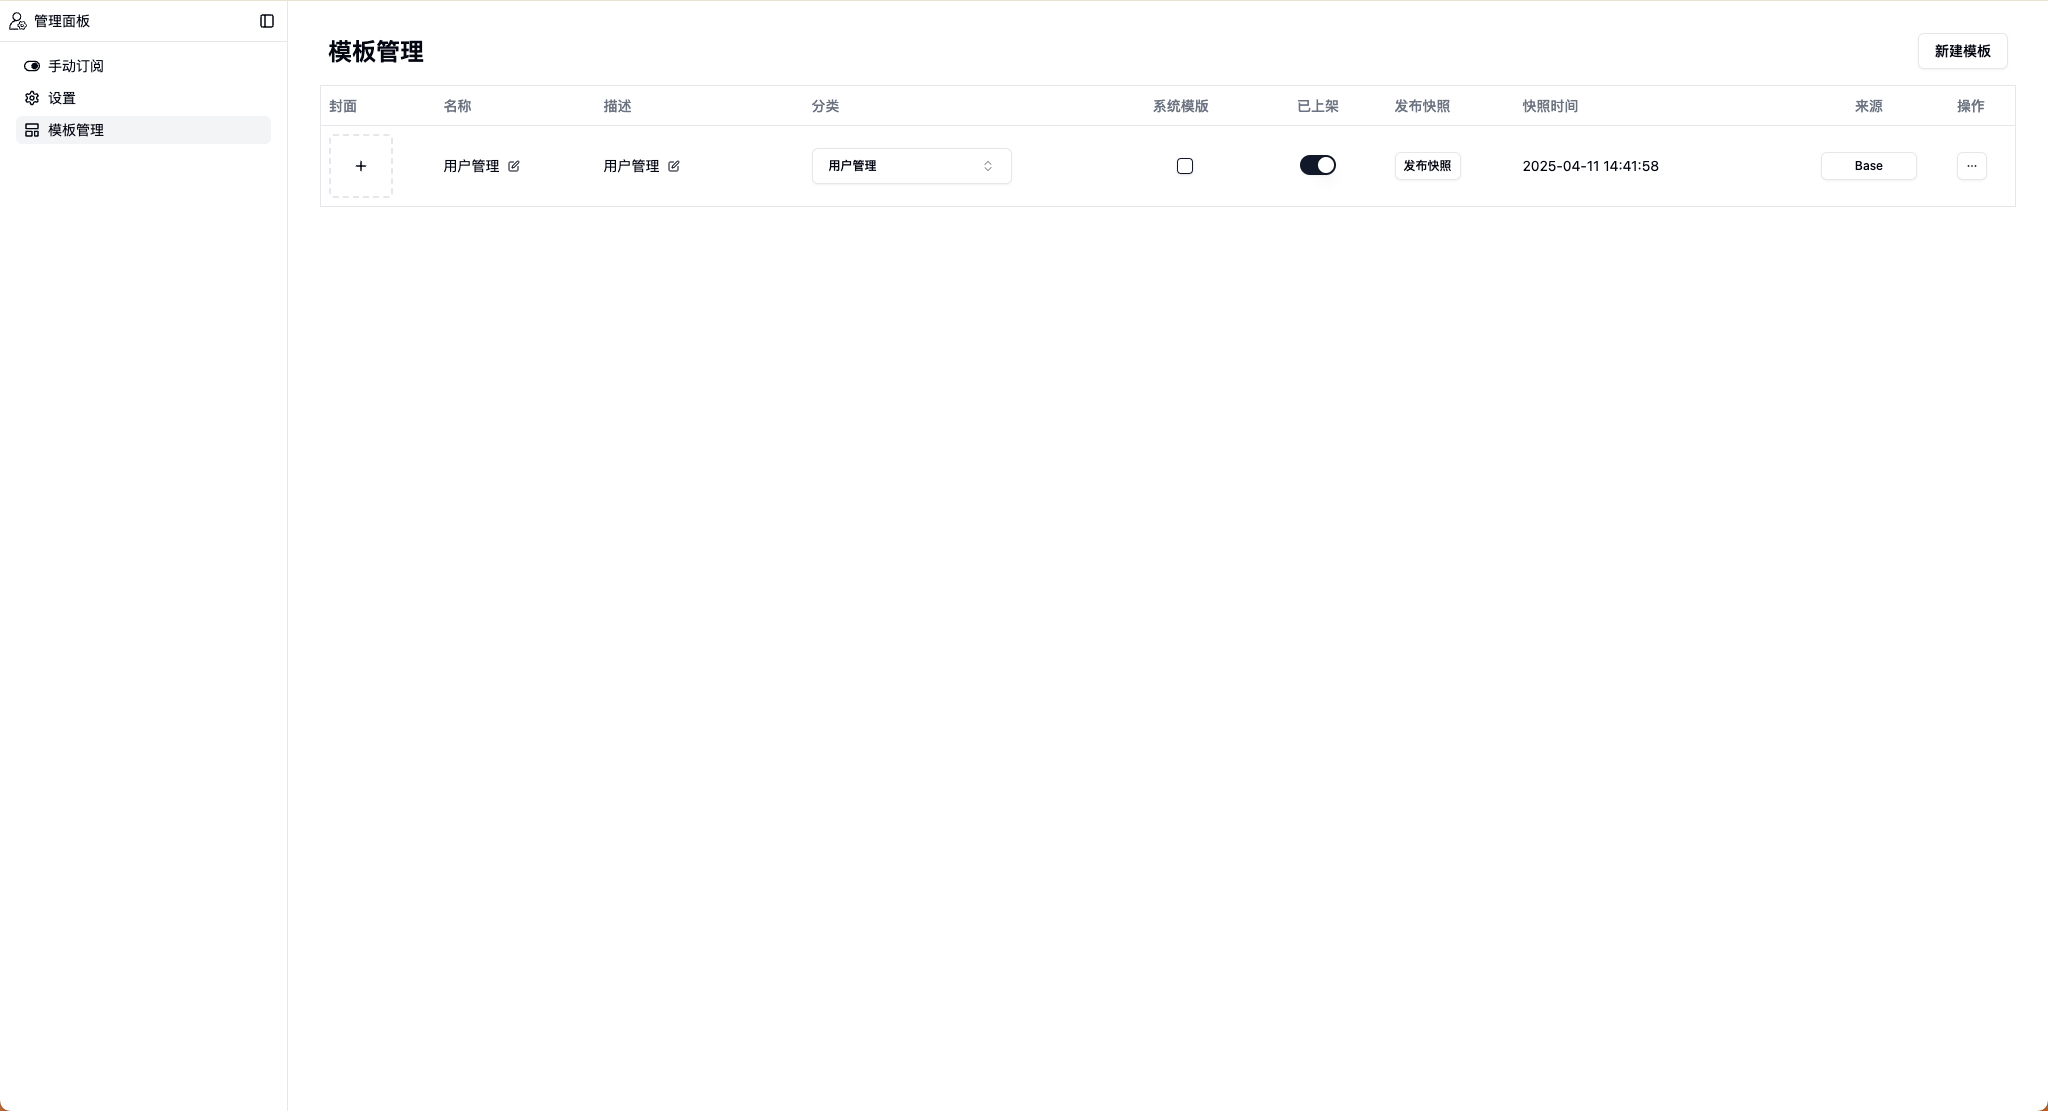 管理面板
手动订阅
设置
模板管理
模板管理
新建模板
封面 名称 描述 分类 系统模版 已上架 发布快照 快照时间 来源 操作
用户管理 用户管理 用户管理 发布快照 2025-04-11 14:41:58 Base ...